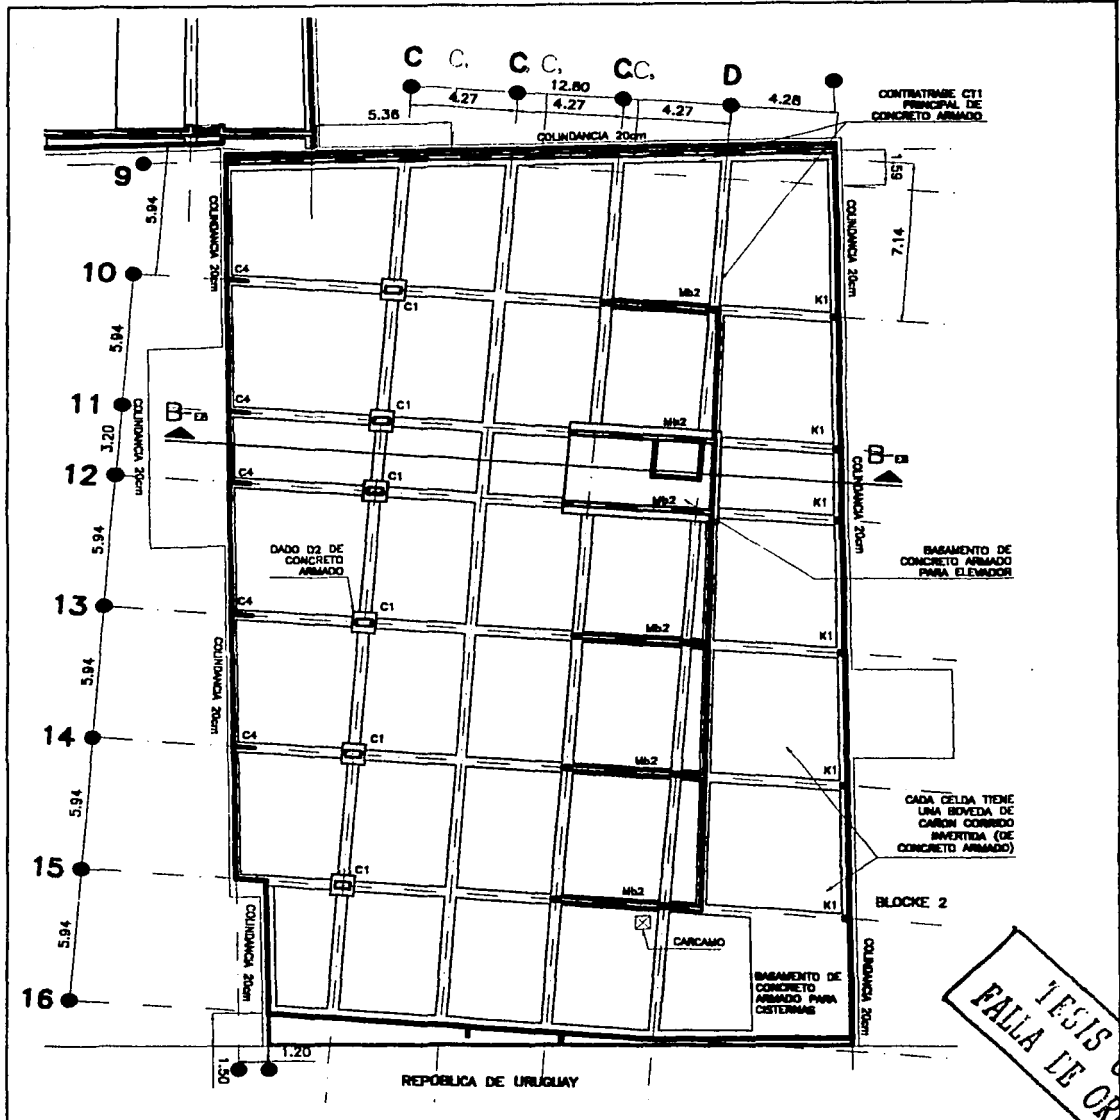 C C, C, C, C C, D
12.80
4.27 4.27 4.27 4.28
5.36
COLINDANCIA 20cm
CONTRATRABE CT1
PRINCIPAL DE
CONCRETO ARMADO
9
1.59
5.94
7.14
COLINDANCIA 20cm
COLINDANCIA 20cm
10
C4
C1
Mb2
K1
5.94
11
C4
C1
Mb2
K1
B
B
3.20
COLINDANCIA 20cm
COLINDANCIA 20cm
12
C4
C1
Mb2
K1
5.94
DADO D2 DE
CONCRETO
ARMADO
BASAMENTO DE
CONCRETO ARMADO
PARA ELEVADOR
13
C4
C1
Mb2
K1
5.94
COLINDANCIA 20cm
14
C4
C1
Mb2
K1
5.94
CADA CELDA TIENE
UNA BOVEDA DE
CAÑON CORRIDO
INVERTIDA (DE
CONCRETO ARMADO)
15
C1
Mb2
K1
BLOCKE 2
5.94
COLINDANCIA 20cm
CARCAMO
BASAMENTO DE
CONCRETO
ARMADO PARA
CISTERNAS
COLINDANCIA 20cm
16
1.50
1.20
REPÚBLICA DE URUGUAY
TESIS
FALLA DE OR